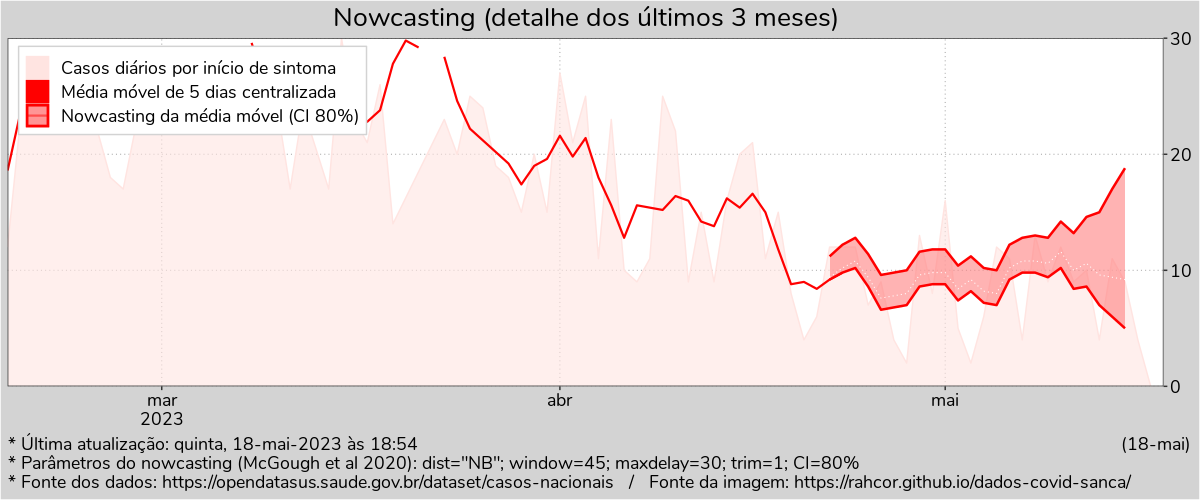 Nowcasting (detalhe dos últimos 3 meses)
Casos diários por início de sintoma
Média móvel de 5 dias centralizada
Nowcasting da média móvel (CI 80%)
30
20
10
0
mar
2023
abr
mai
* Última atualização: quinta, 18-mai-2023 às 18:54
(18-mai)
* Parâmetros do nowcasting (McGough et al 2020): dist="NB"; window=45; maxdelay=30; trim=1; CI=80%
* Fonte dos dados: https://opendatasus.saude.gov.br/dataset/casos-nacionais / Fonte da imagem: https://rahcor.github.io/dados-covid-sanca/